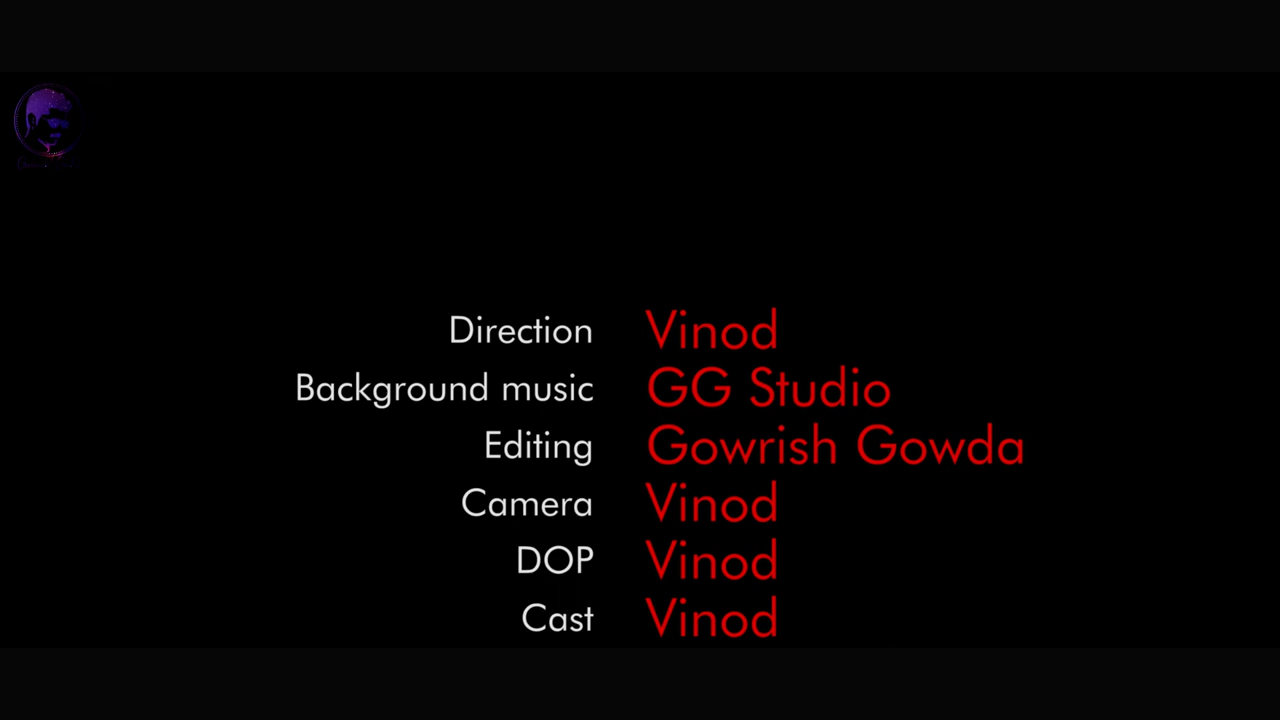 Direction Vinod
Background music GG Studio
Editing Gowrish Gowda
Camera Vinod
DOP Vinod
Cast Vinod